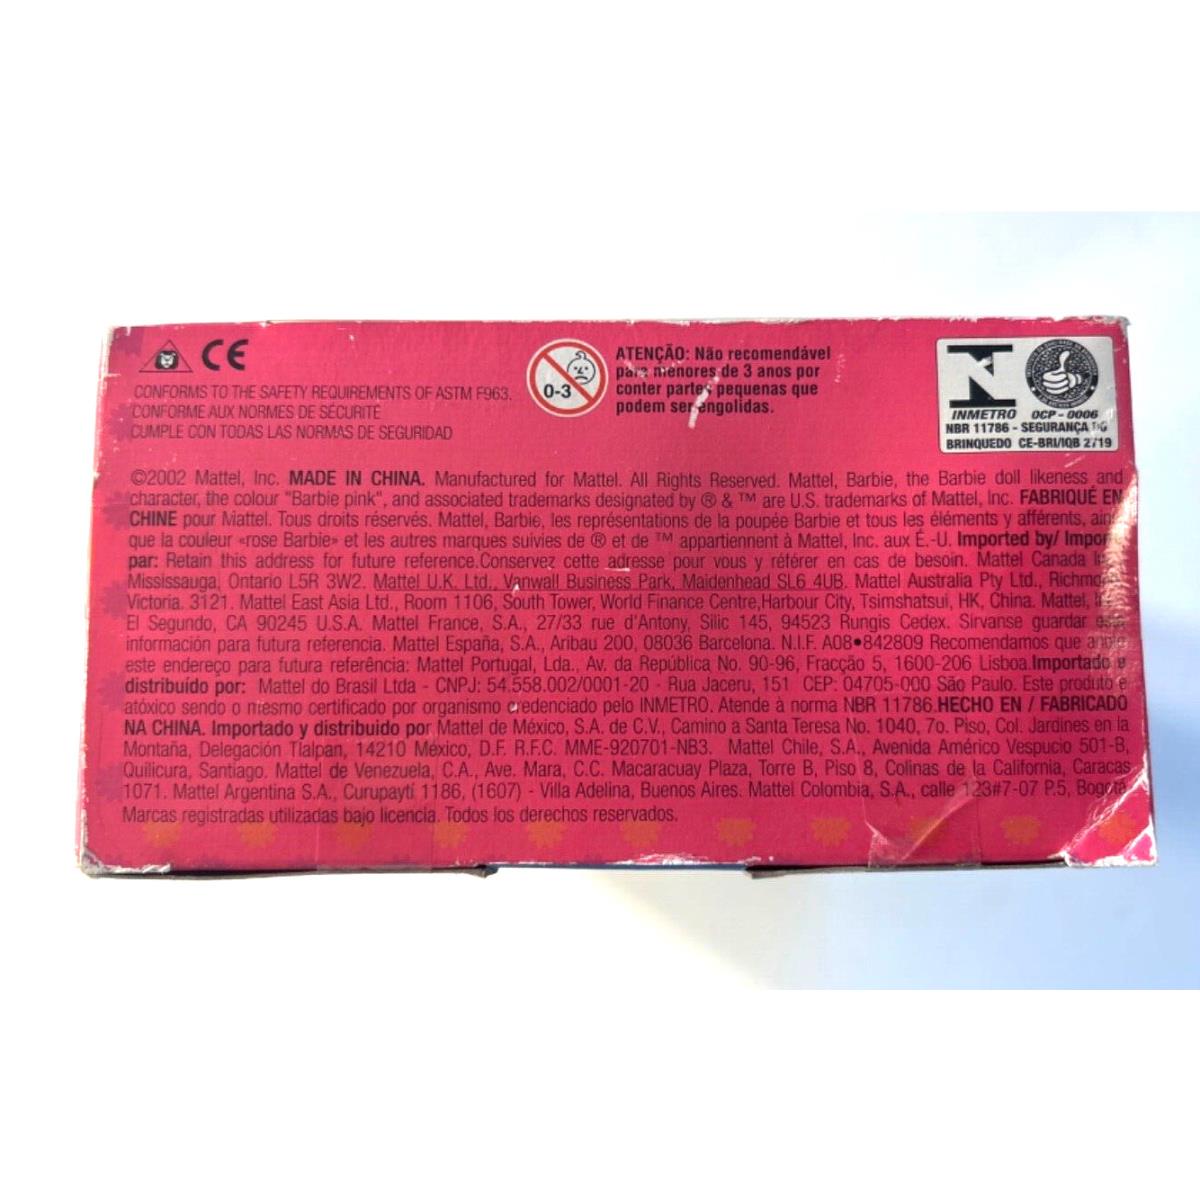 CE
CONFORMS TO THE SAFETY REQUIREMENTS OF ASTM F963.
CONFORME AUX NORMES DE SÉCURITÉ
CUMPLE CON TODAS LAS NORMAS DE SEGURIDAD
0-3
ATENÇÃO: Não recomendável
para menores de 3 anos por
conter partes pequenas que
podem ser engolidas.
INMETRO OCP - 0006
NBR 11786 - SEGURANÇA DO
BRINQUEDO CE-BRI/IQB 2719
©2002 Mattel, Inc. MADE IN CHINA. Manufactured for Mattel. All Rights Reserved. Mattel, Barbie, the Barbie doll likeness and
character, the colour "Barbie pink", and associated trademarks designated by ® & ™ are U.S. trademarks of Mattel, Inc. FABRIQUÉ EN
CHINE pour Mattel. Tous droits réservés. Mattel, Barbie, les représentations de la poupée Barbie et tous les éléments y afférents,
que la couleur «rose Barbie» et les autres marques suivies de ® et de ™ appartiennent à Mattel, Inc. aux É.-U. Imported by/
par: Retain this address for future reference.Conservez cette adresse pour vous y référer en cas de besoin. Mattel Canada
Mississauga, Ontario L5R 3W2. Mattel U.K. Ltd., Vanwall Business Park, Maidenhead SL6 4UB. Mattel Australia Pty Ltd.,
Victoria. 3121. Mattel East Asia Ltd., Room 1106, South Tower, World Finance Centre,Harbour City, Tsimshatsui, HK, China. Mattel,
El Segundo, CA 90245 U.S.A. Mattel France, S.A., 27/33 rue d'Antony, Silic 145, 94523 Rungis Cedex. Sírvanse guardar esta
información para futura referencia. Mattel España, S.A., Aribau 200, 08036 Barcelona. N.I.F. A08•842809 Recomendamos que anote
este endereço para futura referência: Mattel Portugal, Lda., Av. da República No. 90-96, Fracção 5, 1600-206 Lisboa.Importado e
distribuído por: Mattel do Brasil Ltda - CNPJ: 54.558.002/0001-20 - Rua Jaceru, 151 CEP: 04705-000 São Paulo. Este produto é
atóxico sendo o mesmo certificado por organismo credenciado pelo INMETRO. Atende à norma NBR 11786.HECHO EN / FABRICADO
NA CHINA. Importado y distribuido por Mattel de México, S.A. de C.V., Camino a Santa Teresa No. 1040, 7o. Piso, Col. Jardines en la
Montaña, Delegación Tlalpan, 14210 México, D.F. R.F.C. MME-920701-NB3. Mattel Chile, S.A., Avenida Américo Vespucio 501-B,
Quilicura, Santiago. Mattel de Venezuela, C.A., Ave. Mara, C.C. Macaracuay Plaza, Torre B, Piso 8, Colinas de la California, Caracas
1071. Mattel Argentina S.A., Curupaytí 1186, (1607) - Villa Adelina, Buenos Aires. Mattel Colombia, S.A., calle 123#7-07 P.5, Bogotá.
Marcas registradas utilizadas bajo licencia. Todos los derechos reservados.